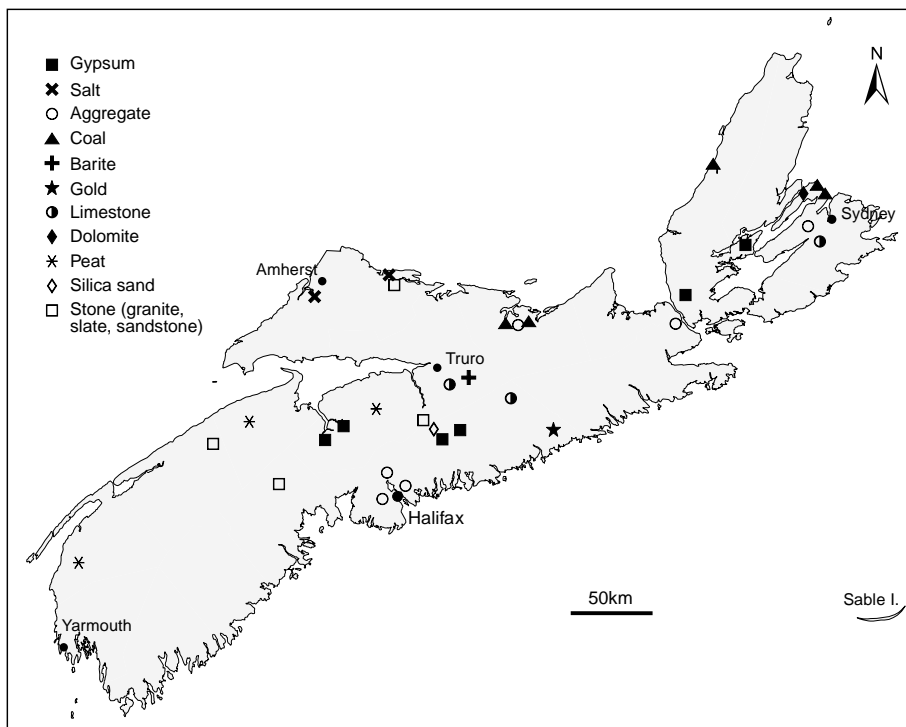 Gypsum
Salt
Aggregate
Coal
Barite
Gold
Limestone
Dolomite
Peat
Silica sand
Stone (granite,
slate, sandstone)
N
Sydney
Amherst
Truro
Halifax
50km
Sable I.
Yarmouth